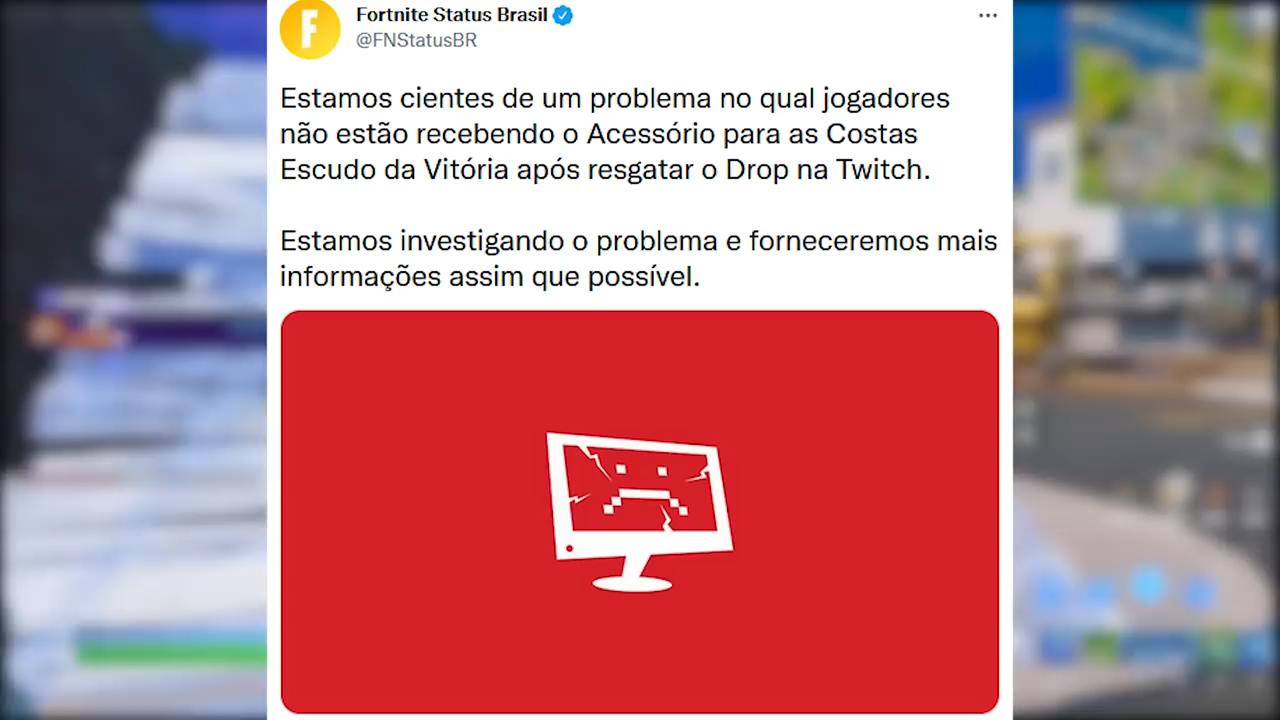 Fortnite Status Brasil
@FNStatusBR
Estamos cientes de um problema no qual jogadores
não estão recebendo o Acessório para as Costas
Escudo da Vitória após resgatar o Drop na Twitch.
Estamos investigando o problema e forneceremos mais
informações assim que possível.